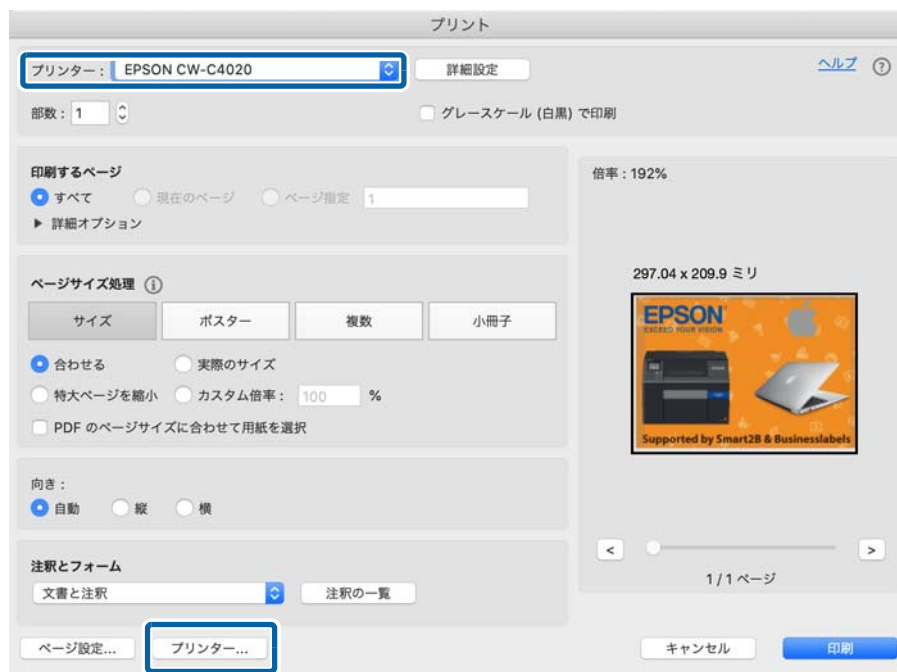 プリント
プリンター： EPSON CW-C4020 詳細設定 ヘルプ ?
部数： 1 グレースケール (白黒) で印刷
印刷するページ
すべて 現在のページ ページ指定 1
詳細オプション
ページサイズ処理 i
サイズ ポスター 複数 小冊子
合わせる 実際のサイズ
特大ページを縮小 カスタム倍率： 100 %
PDF のページサイズに合わせて用紙を選択
向き：
自動 縦 横
注釈とフォーム
文書と注釈 注釈の一覧
ページ設定... プリンター...
倍率：192%
297.04 x 209.9 ミリ
EPSON
EXCEED YOUR VISION
Supported by Smart2B & Businesslabels
< >
1 / 1 ページ
キャンセル 印刷